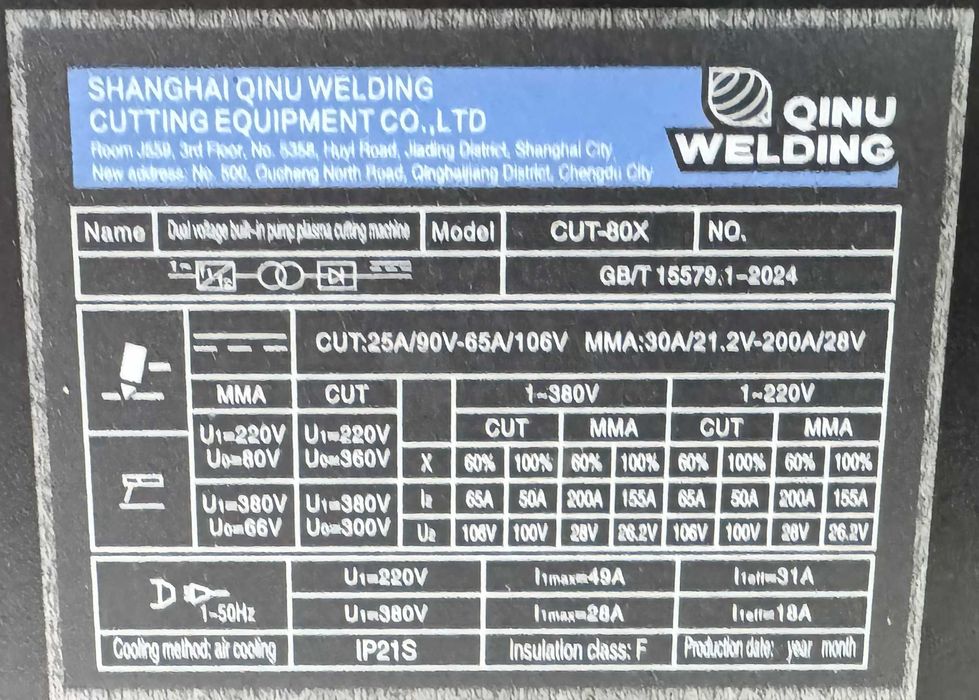 SHANGHAI QINU WELDING
CUTTING EQUIPMENT CO.,LTD
Room J559, 3rd Floor, No. 5358, Huyi Road, Jiading District, Shanghai City
New address: No. 500, Ouchang North Road, Qingbaijiang District, Chengdu City
QINU
WELDING
Name Dual voltage built-in pump plasma cutting machine Model CUT-80X NO.
1~ GB/T 15579.1-2024
CUT:25A/90V-65A/106V MMA:30A/21.2V-200A/28V
MMA CUT 1~380V 1~220V
CUT MMA CUT MMA
U1=220V U1=220V
U0=80V U0=360V
X 60% 100% 60% 100% 60% 100% 60% 100%
U1=380V U1=380V
U0=66V U0=300V
I2 65A 50A 200A 155A 65A 50A 200A 155A
U2 106V 100V 28V 26.2V 106V 100V 28V 26.2V
1~50Hz
U1=220V I1max=49A I1eff=31A
U1=380V I1max=28A I1eff=18A
Cooling method: air cooling IP21S Insulation class: F Production date: year month